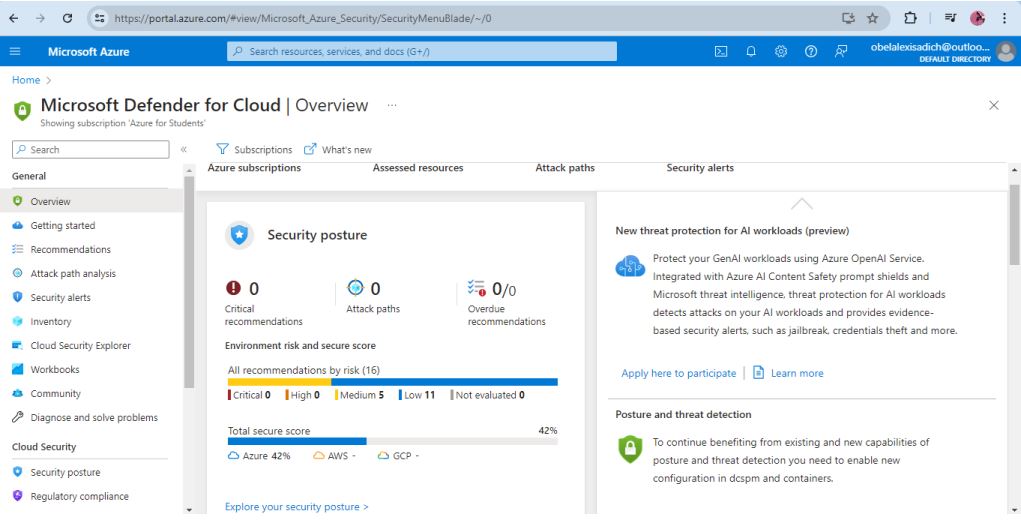 https://portal.azure.com/#view/Microsoft_Azure_Security/SecurityMenuBlade/~/0
Microsoft Azure
Search resources, services, and docs (G+/)
obelalexisadich@outloo...
DEFAULT DIRECTORY
Home >
Microsoft Defender for Cloud | Overview ...
Showing subscription 'Azure for Students'
Search
«
Subscriptions
What's new
General
Overview
Getting started
Recommendations
Attack path analysis
Security alerts
Inventory
Cloud Security Explorer
Workbooks
Community
Diagnose and solve problems
Cloud Security
Security posture
Regulatory compliance
Azure subscriptions
Assessed resources
Attack paths
Security alerts
Security posture
0
Critical
recommendations
0
Attack paths
0/0
Overdue
recommendations
Environment risk and secure score
All recommendations by risk (16)
Critical 0
High 0
Medium 5
Low 11
Not evaluated 0
Total secure score
42%
Azure 42%
AWS -
GCP -
Explore your security posture >
New threat protection for AI workloads (preview)
Protect your GenAI workloads using Azure OpenAI Service.
Integrated with Azure AI Content Safety prompt shields and
Microsoft threat intelligence, threat protection for AI workloads
detects attacks on your AI workloads and provides evidence-
based security alerts, such as jailbreak, credentials theft and more.
Apply here to participate
Learn more
Posture and threat detection
To continue benefiting from existing and new capabilities of
posture and threat detection you need to enable new
configuration in dcspm and containers.